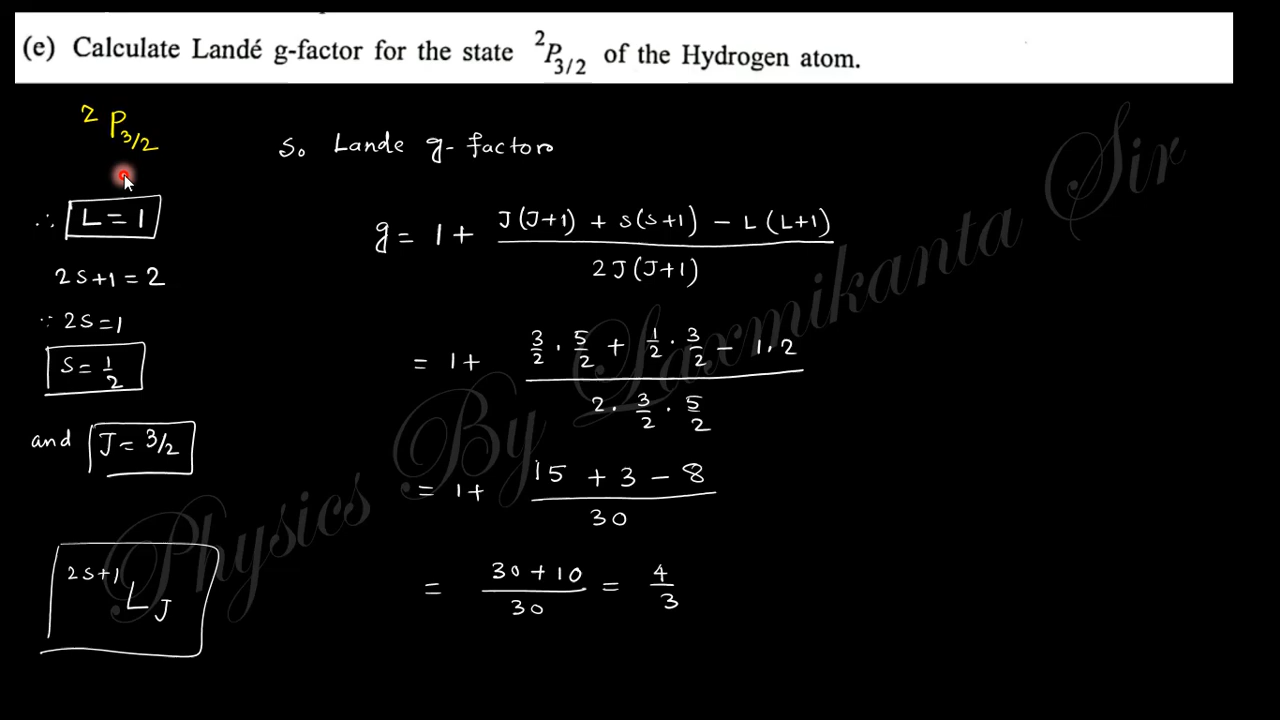 (e) Calculate Landé g-factor for the state ²P₃/₂ of the Hydrogen atom.
² P₃/₂
So Lande g- factor
∴ L = 1
g = 1 + (J(J+1) + s(s+1) - L(L+1)) / (2J(J+1))
2s+1 = 2
∵ 2s = 1
s = 1/2
= 1 + (3/2 . 5/2 + 1/2 . 3/2 - 1.2) / (2 . 3/2 . 5/2)
and J = 3/2
= 1 + (15 + 3 - 8) / 30
2s+1 L J
= (30 + 10) / 30 = 4/3
Physics By Laxmikanta Sir